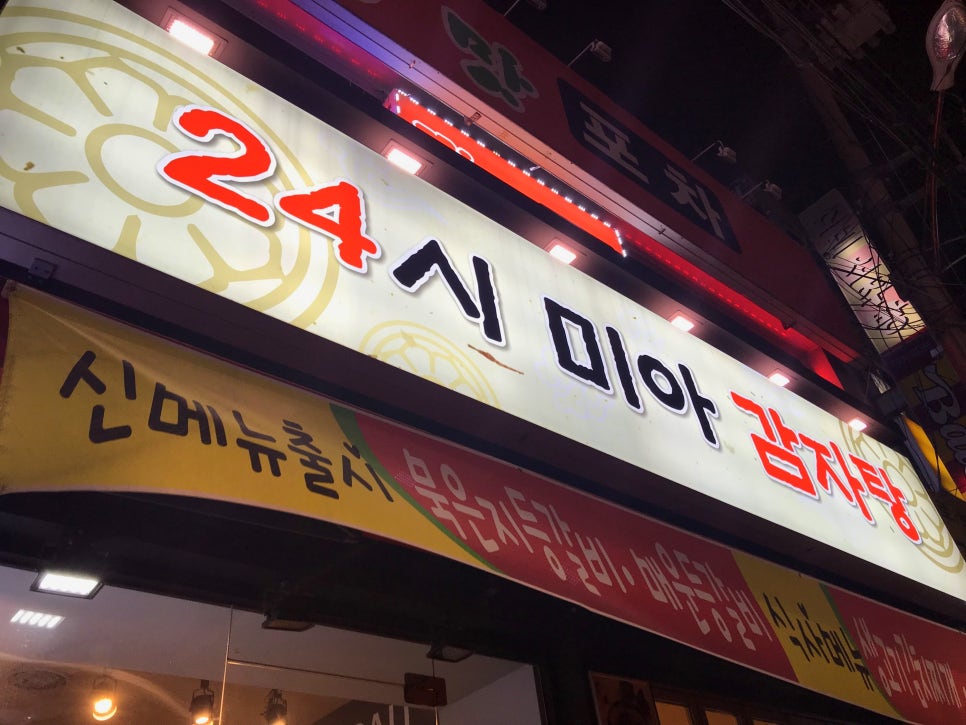 포차
24시 미아 감자탕
신메뉴출시 묵은지등갈비·매운등갈비 식사메뉴